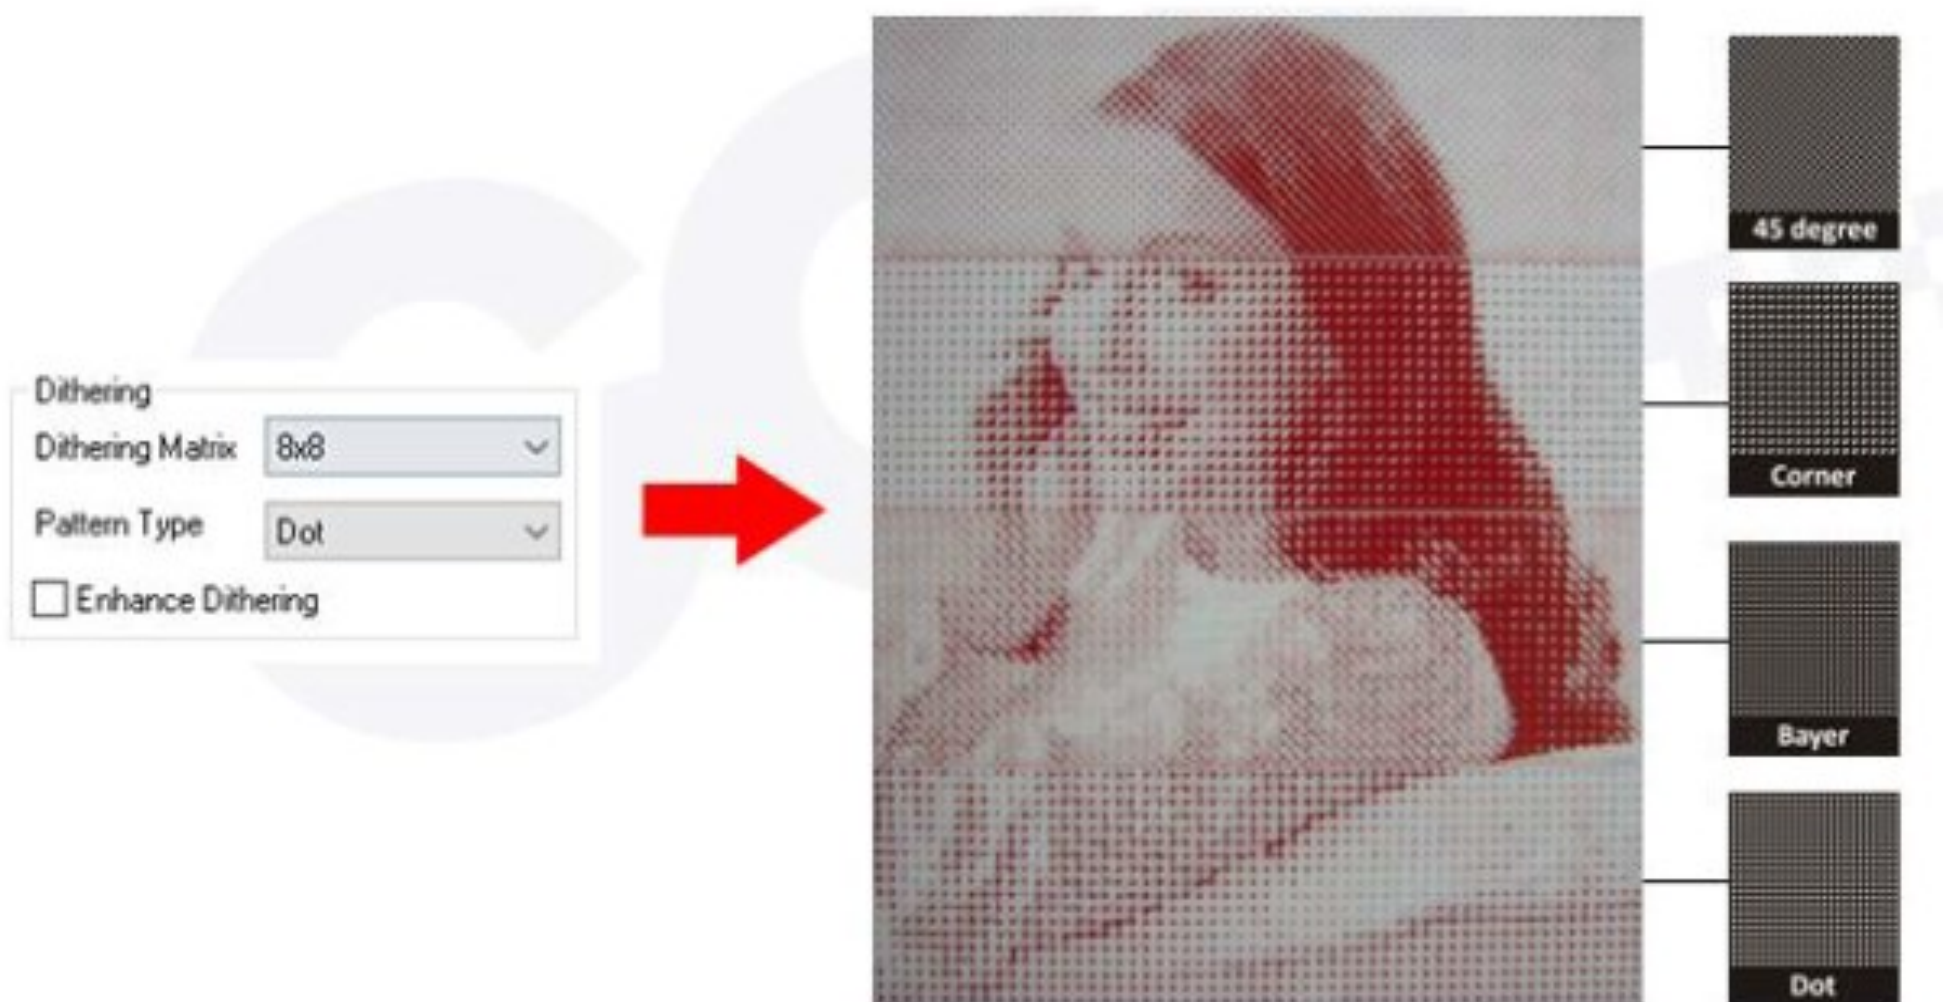 Dithering
Dithering Matrix 8x8
Pattern Type Dot
Enhance Dithering
45 degree
Corner
Bayer
Dot